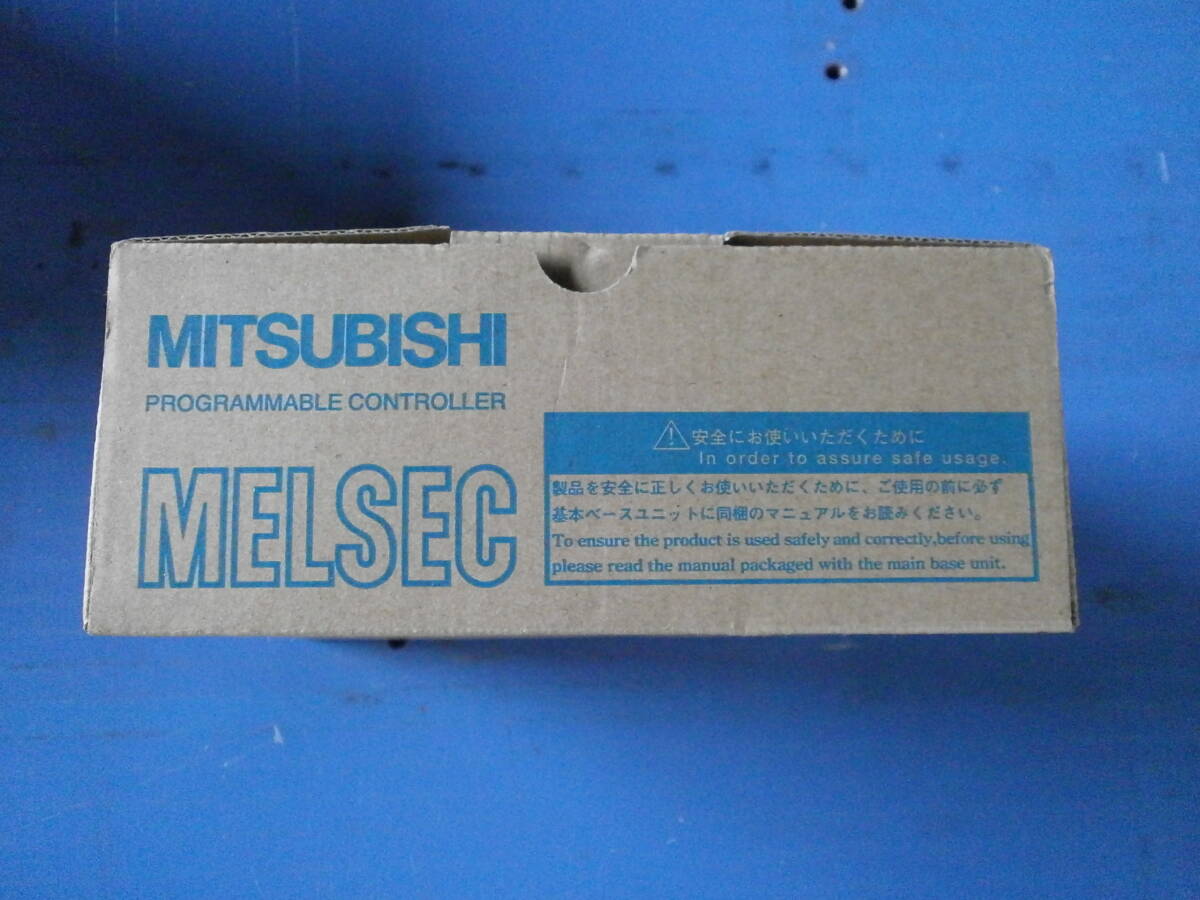 MITSUBISHI
PROGRAMMABLE CONTROLLER
MELSEC
安全にお使いいただくために
In order to assure safe usage.
製品を安全に正しくお使いいただくために、ご使用の前に必ず
基本ベースユニットに同梱のマニュアルをお読みください。
To ensure the product is used safely and correctly,before using
please read the manual packaged with the main base unit.